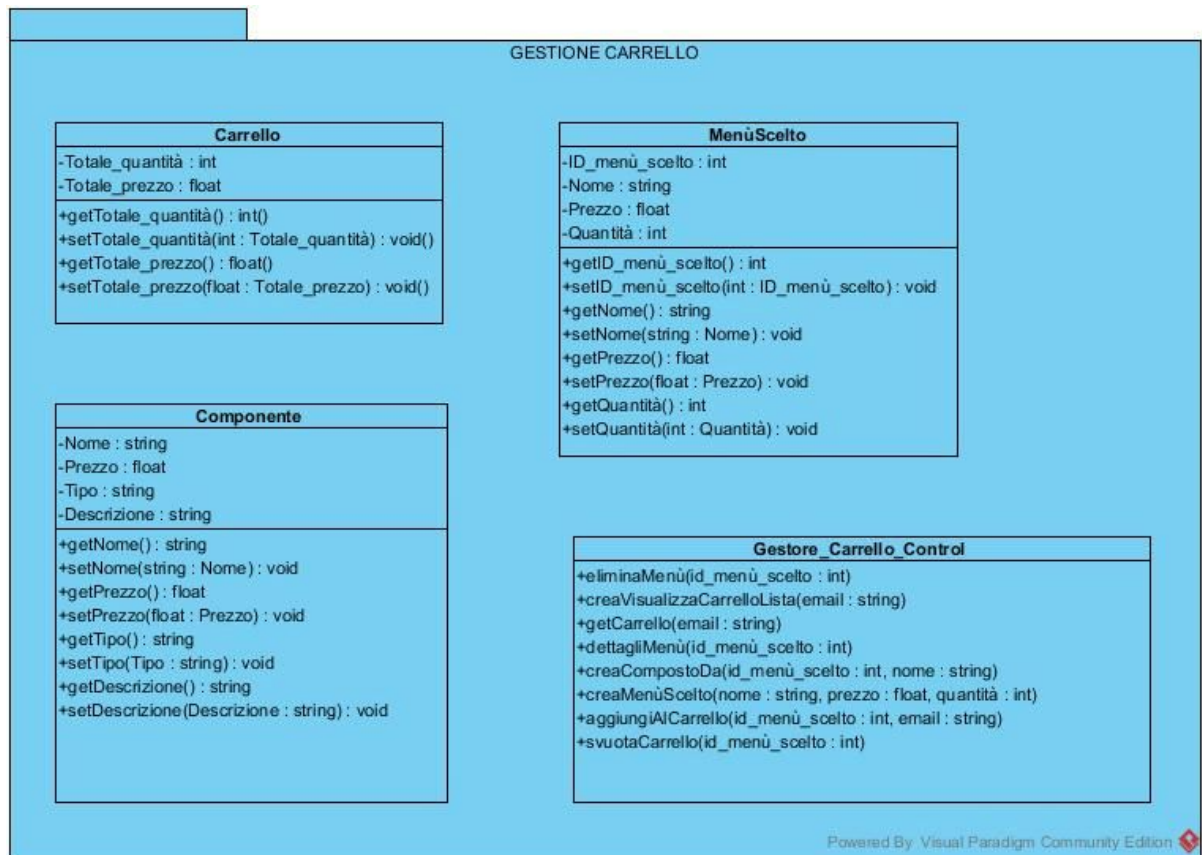 GESTIONE CARRELLO
Carrello
-Totale_quantità : int
-Totale_prezzo : float
+getTotale_quantità() : int()
+setTotale_quantità(int : Totale_quantità) : void()
+getTotale_prezzo() : float()
+setTotale_prezzo(float : Totale_prezzo) : void()
MenùScelto
-ID_menù_scelto : int
-Nome : string
-Prezzo : float
-Quantità : int
+getID_menù_scelto() : int
+setID_menù_scelto(int : ID_menù_scelto) : void
+getNome() : string
+setNome(string : Nome) : void
+getPrezzo() : float
+setPrezzo(float : Prezzo) : void
+getQuantità() : int
+setQuantità(int : Quantità) : void
Componente
-Nome : string
-Prezzo : float
-Tipo : string
-Descrizione : string
+getNome() : string
+setNome(string : Nome) : void
+getPrezzo() : float
+setPrezzo(float : Prezzo) : void
+getTipo() : string
+setTipo(Tipo : string) : void
+getDescrizione() : string
+setDescrizione(Descrizione : string) : void
Gestore_Carrello_Control
+eliminaMenù(id_menù_scelto : int)
+creaVisualizzaCarrelloLista(email : string)
+getCarrello(email : string)
+dettagliMenù(id_menù_scelto : int)
+creaCompostoDa(id_menù_scelto : int, nome : string)
+creaMenùScelto(nome : string, prezzo : float, quantità : int)
+aggiungiAlCarrello(id_menù_scelto : int, email : string)
+svuotaCarrello(id_menù_scelto : int)
Powered By Visual Paradigm Community Edition